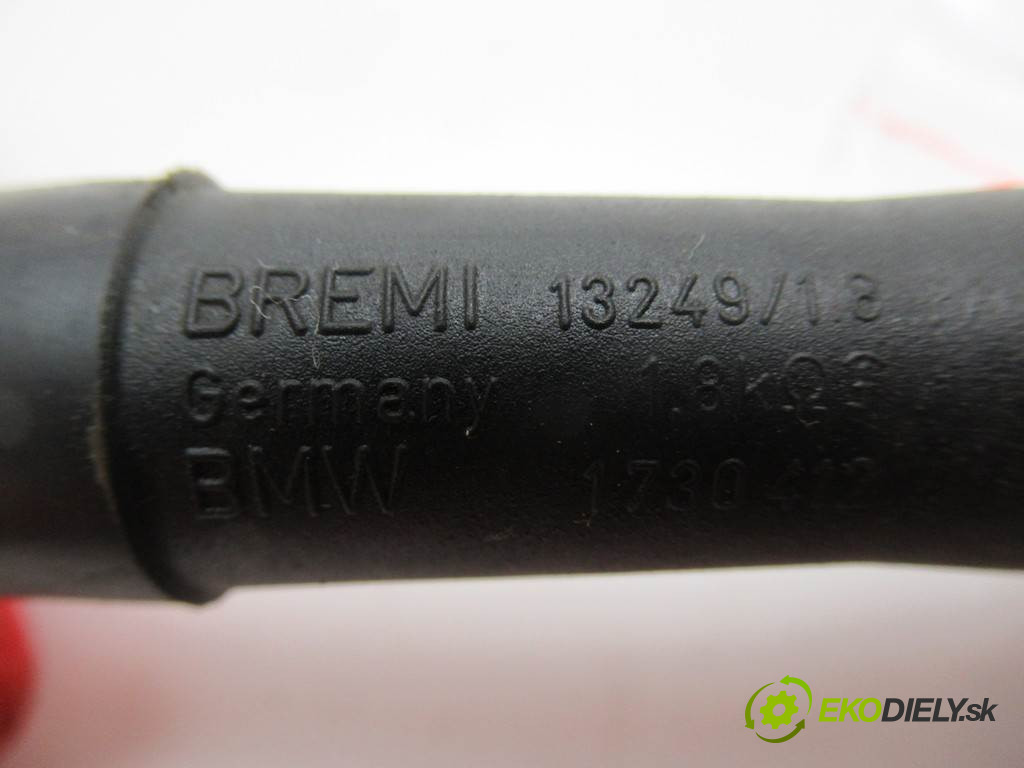 BREMI 13249/1.8
Germany 1.8kΩ
BMW 1730
EKODIELY.sk